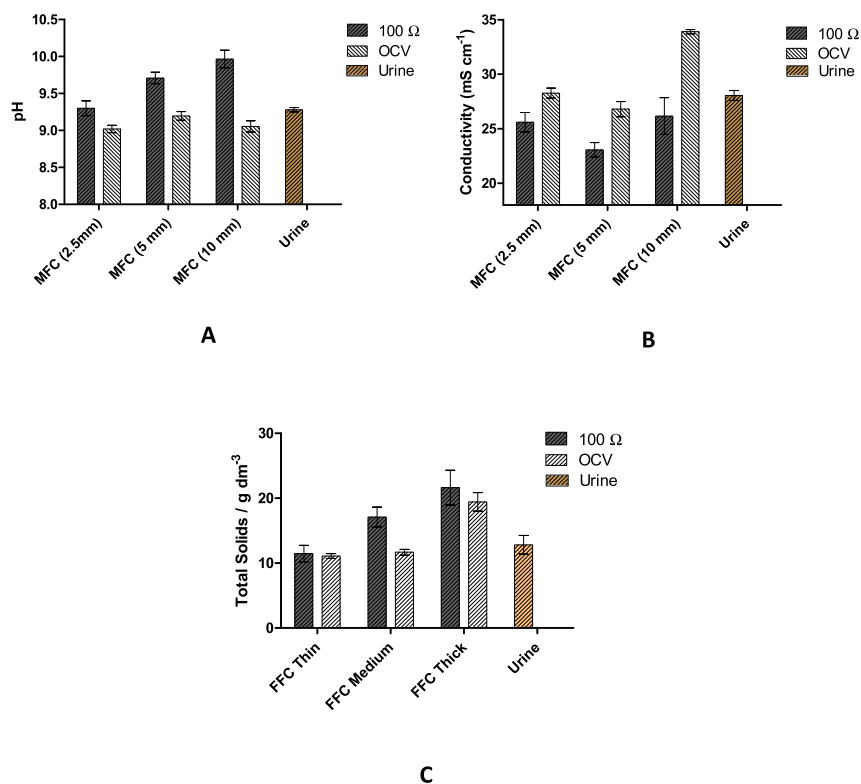 10.5
10.0
9.5
9.0
8.5
8.0
pH
MFC (2.5mm)
MFC (5 mm)
MFC (10 mm)
Urine
100 Ω
OCV
Urine
A
35
30
25
20
Conductivity (mS cm⁻¹)
MFC (2.5 mm)
MFC (5 mm)
MFC (10 mm)
Urine
100 Ω
OCV
Urine
B
30
20
10
0
Total Solids / g dm⁻³
FFC Thin
FFC Medium
FFC Thick
Urine
100 Ω
OCV
Urine
C